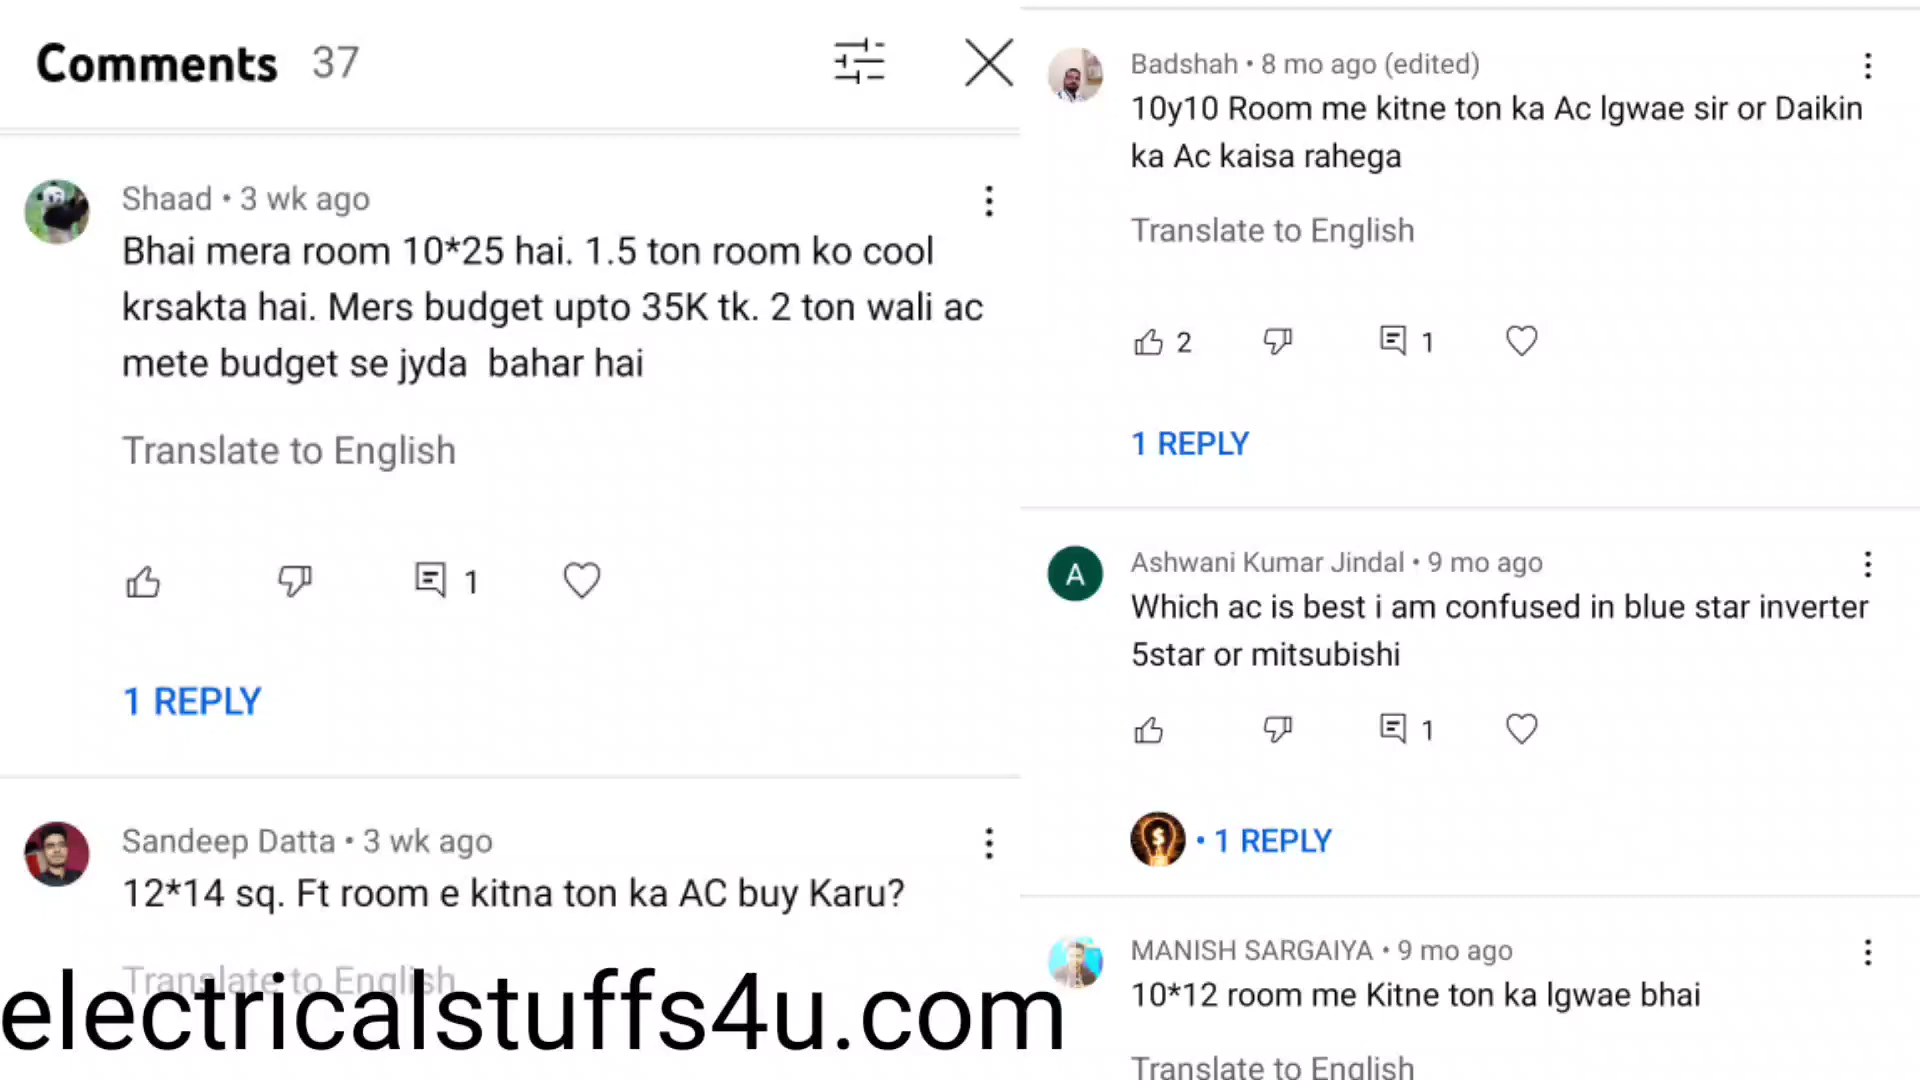 Comments 37
Shaad • 3 wk ago
Bhai mera room 10*25 hai. 1.5 ton room ko cool
krsakta hai. Mers budget upto 35K tk. 2 ton wali ac
mete budget se jyda  bahar hai
Translate to English
1
1 REPLY
Sandeep Datta • 3 wk ago
12*14 sq. Ft room e kitna ton ka AC buy Karu?
Translate to English
electricalstuffs4u.com
Badshah • 8 mo ago (edited)
10y10 Room me kitne ton ka Ac lgwae sir or Daikin
ka Ac kaisa rahega
Translate to English
2 1
1 REPLY
A
Ashwani Kumar Jindal • 9 mo ago
Which ac is best i am confused in blue star inverter
5star or mitsubishi
1
$
• 1 REPLY
MANISH SARGAIYA • 9 mo ago
10*12 room me Kitne ton ka lgwae bhai
Translate to English